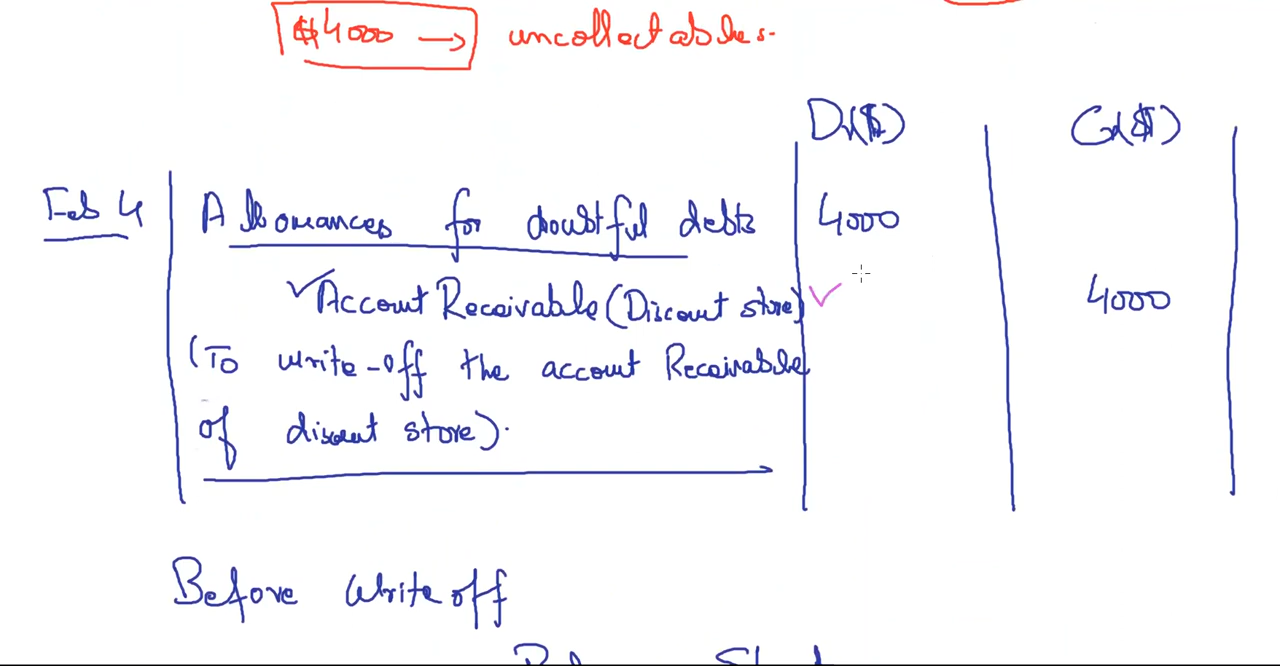 $4000 → uncollectables.
Dr($) Cr($)
Feb 4 Allowances for doubtful debts 4000
Account Receivable (Discount store) 4000
(To write-off the account Receivable
of discount store).
Before Write off